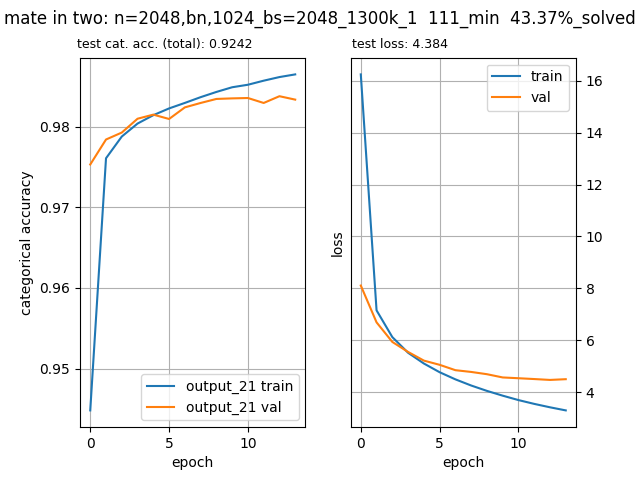 mate in two: n=2048,bn,1024_bs=2048_1300k_1  111_min  43.37%_solved
test cat. acc. (total): 0.9242
test loss: 4.384
categorical accuracy
0.98
0.97
0.96
0.95
output_21 train
output_21 val
0
5
10
epoch
train
val
loss
16
14
12
10
8
6
4
0
5
10
epoch